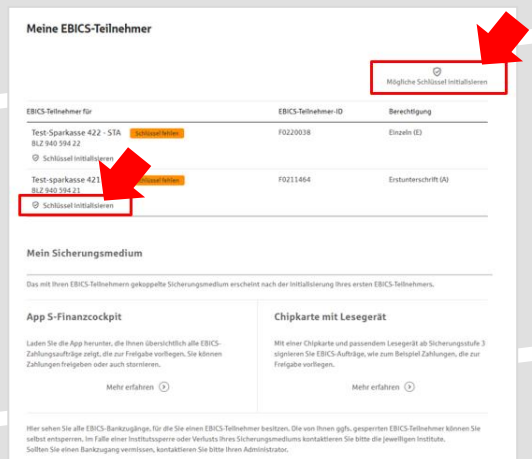 Meine EBICS-Teilnehmer
Mögliche Schlüssel initialisieren
EBICS-Teilnehmer für EBICS-Teilnehmer-ID Berechtigung
Test-Sparkasse 422 - STA Schlüssel fehlen F0220038 Einzeln (E)
BLZ 940 594 22
Schlüssel initialisieren
Test-sparkasse 421 Schlüssel fehlen F0211464 Erstunterschrift (A)
BLZ 940 594 21
Schlüssel initialisieren
Mein Sicherungsmedium
Das mit Ihren EBICS-Teilnehmern gekoppelte Sicherungsmedium erscheint nach der Initialisierung Ihres ersten EBICS-Teilnehmers.
App S-Finanzcockpit
Laden Sie die App herunter, die Ihnen übersichtlich alle EBICS-
Zahlungsaufträge zeigt, die zur Freigabe vorliegen. Sie können
Zahlungen freigeben oder auch stornieren.
Mehr erfahren
Chipkarte mit Lesegerät
Mit einer Chipkarte und passendem Lesegerät ab Sicherungsstufe 3
signieren Sie EBICS-Aufträge, wie zum Beispiel Zahlungen, die zur
Freigabe vorliegen.
Mehr erfahren
Hier sehen Sie alle EBICS-Bankzugänge, für die Sie einen EBICS-Teilnehmer besitzen. Die von Ihnen ggfs. gesperrten EBICS-Teilnehmer können Sie
selbst entsperren. Im Falle einer Institutssperre oder Verlusts Ihres Sicherungsmediums kontaktieren Sie bitte die jeweiligen Institute.
Sollten Sie einen Bankzugang vermissen, kontaktieren Sie bitte Ihren Administrator.